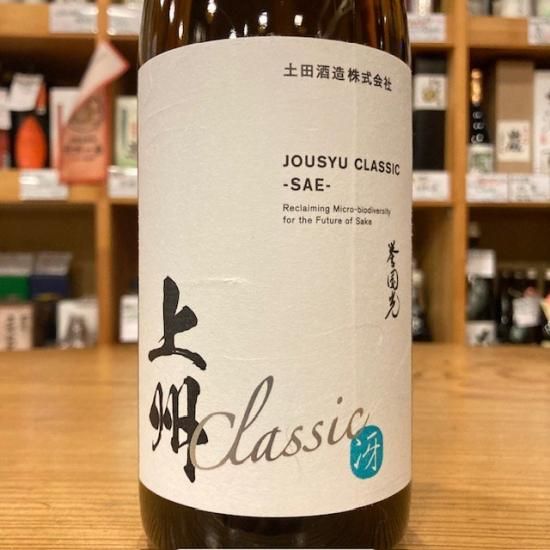 土田酒造株式会社
JOUSYU CLASSIC
-SAE-
Reclaiming Micro-biodiversity
for the Future of Sake
誉国光
上州
Classic
冴